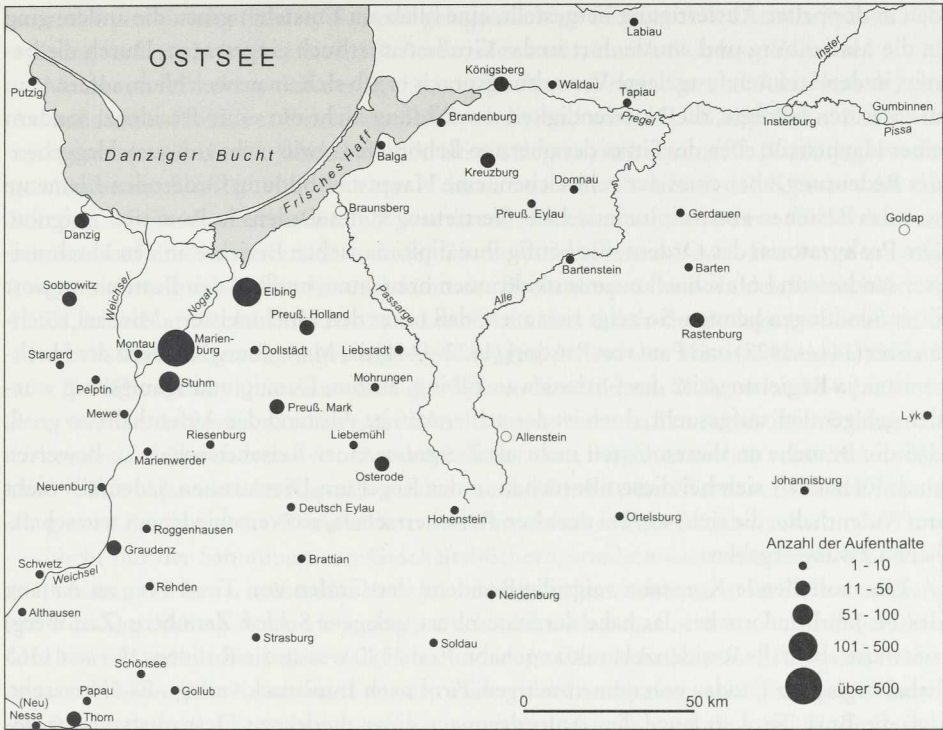 OSTSEE
Labiau
Putzig
Königsberg
Waldau
Tapiau
Inster
Gumbinnen
Pissa
Insterburg
Pregel
Brandenburg
Danziger Bucht
Frisches Haff
Balga
Kreuzburg
Domnau
Braunsberg
Preuß. Eylau
Gerdauen
Goldap
Danzig
Bartenstein
Barten
Sobbowitz
Weichsel
Nogat
Elbing
Passarge
Alle
Preuß. Holland
Rastenburg
Montau
Marien-
burg
Dollstädt
Liebstadt
Stargard
Pelplin
Stuhm
Mohrungen
Mewe
Preuß. Mark
Lyk
Riesenburg
Liebemühl
Allenstein
Marienwerder
Osterode
Johannisburg
Neuenburg
Deutsch Eylau
Hohenstein
Ortelsburg
Roggenhausen
Anzahl der Aufenthalte
Graudenz
Brattian
1 - 10
Schwetz
Weichsel
Rehden
Neidenburg
11 - 50
Althausen
51 - 100
Strasburg
Soldau
101 - 500
Schönsee
Papau
Gollub
über 500
(Neu)
Nessa
Thorn
0
50 km